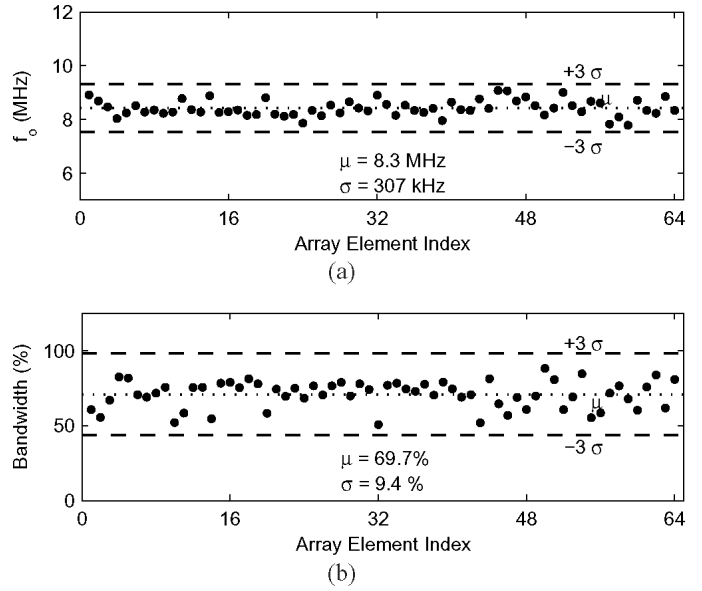 12
10
8
6
f₀ (MHz)
+3 σ
μ
−3 σ
μ = 8.3 MHz
σ = 307 kHz
0 16 32 48 64
Array Element Index
(a)
100
50
0
Bandwidth (%)
+3 σ
μ
−3 σ
μ = 69.7%
σ = 9.4 %
0 16 32 48 64
Array Element Index
(b)